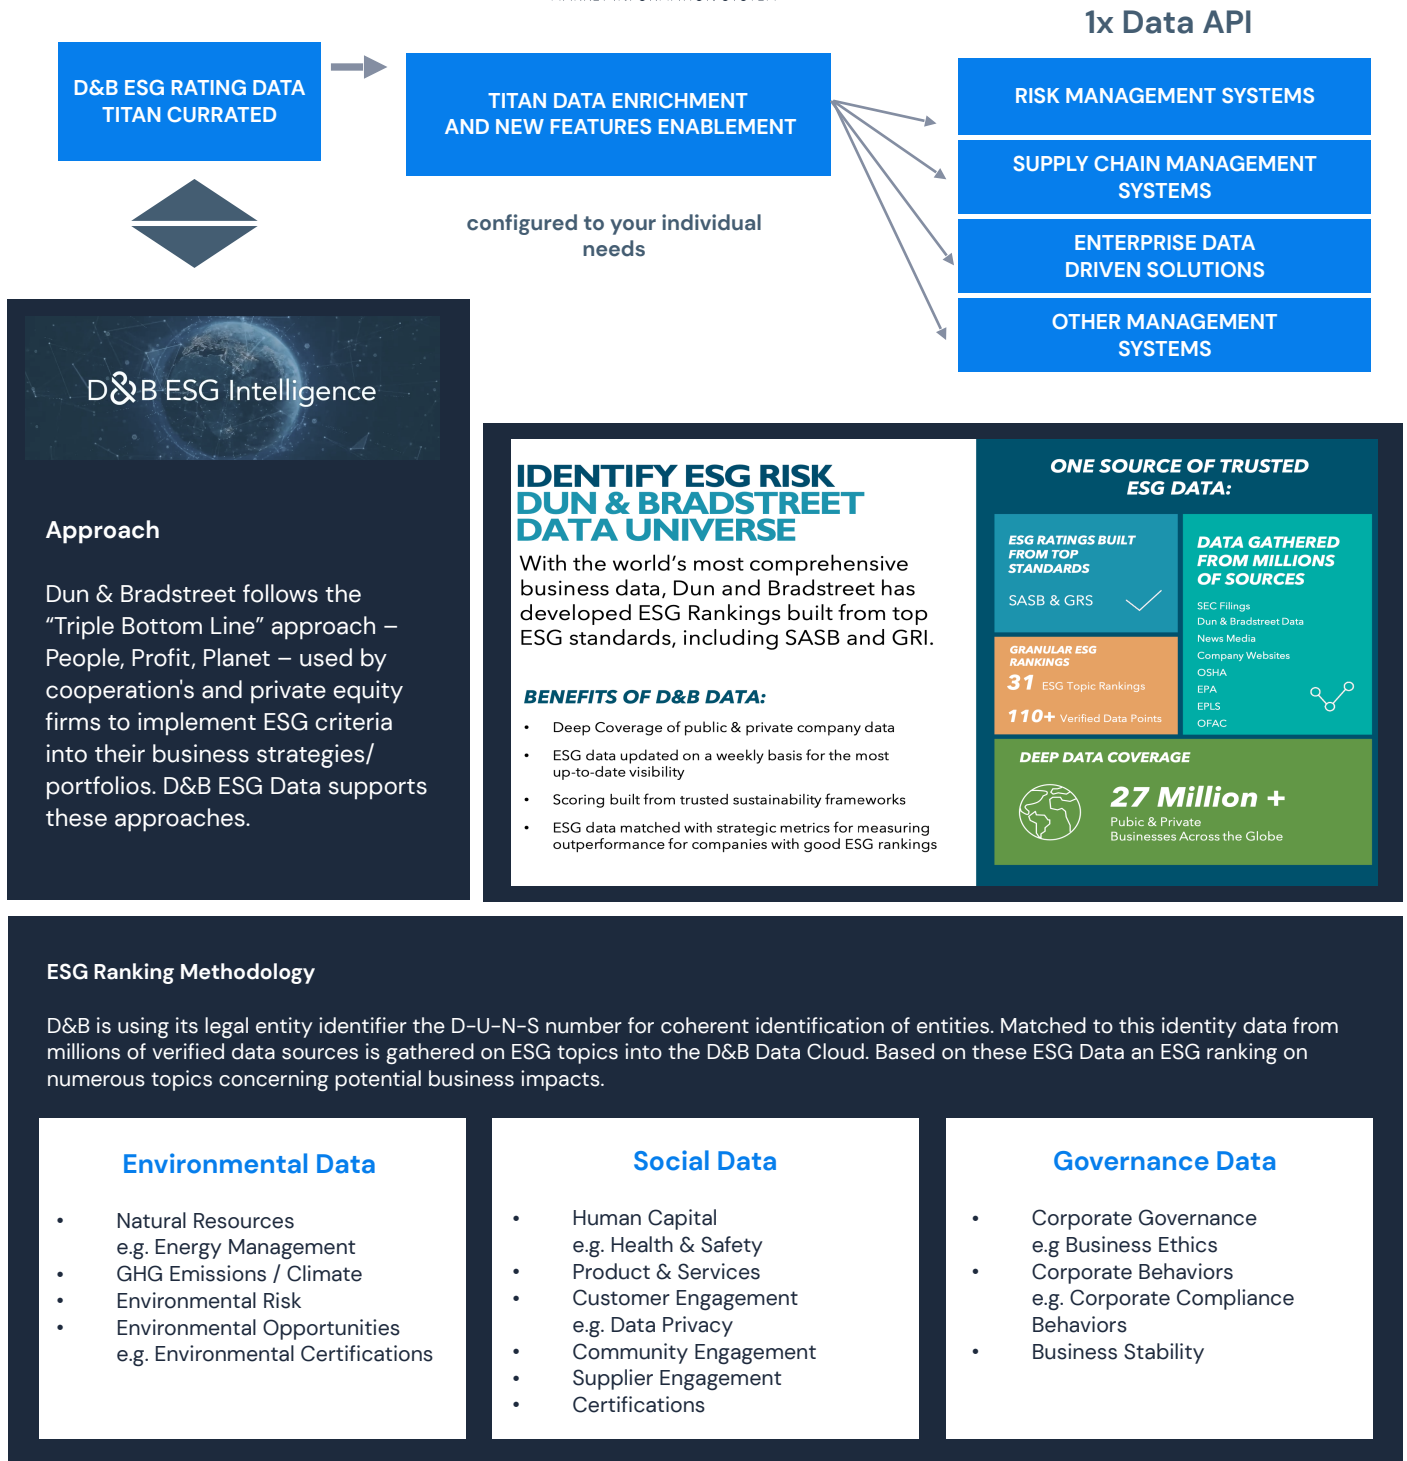 1x Data API
D&B ESG RATING DATA
TITAN CURRATED
TITAN DATA ENRICHMENT
AND NEW FEATURES ENABLEMENT
configured to your individual
needs
RISK MANAGEMENT SYSTEMS
SUPPLY CHAIN MANAGEMENT
SYSTEMS
ENTERPRISE DATA
DRIVEN SOLUTIONS
OTHER MANAGEMENT
SYSTEMS
D&B ESG Intelligence
Approach
Dun & Bradstreet follows the
“Triple Bottom Line” approach –
People, Profit, Planet – used by
cooperation's and private equity
firms to implement ESG criteria
into their business strategies/
portfolios. D&B ESG Data supports
these approaches.
IDENTIFY ESG RISK
DUN & BRADSTREET
DATA UNIVERSE
With the world’s most comprehensive
business data, Dun and Bradstreet has
developed ESG Rankings built from top
ESG standards, including SASB and GRI.
BENEFITS OF D&B DATA:
• Deep Coverage of public & private company data
• ESG data updated on a weekly basis for the most
up-to-date visibility
• Scoring built from trusted sustainability frameworks
• ESG data matched with strategic metrics for measuring
outperformance for companies with good ESG rankings
ONE SOURCE OF TRUSTED
ESG DATA:
ESG RATINGS BUILT
FROM TOP
STANDARDS
SASB & GRS
GRANULAR ESG
RANKINGS
31 ESG Topic Rankings
110+ Verified Data Points
DATA GATHERED
FROM MILLIONS
OF SOURCES
SEC Filings
Dun & Bradstreet Data
News Media
Company Websites
OSHA
EPA
EPLS
OFAC
DEEP DATA COVERAGE
27 Million +
Pubic & Private
Businesses Across the Globe
ESG Ranking Methodology
D&B is using its legal entity identifier the D-U-N-S number for coherent identification of entities. Matched to this identity data from
millions of verified data sources is gathered on ESG topics into the D&B Data Cloud. Based on these ESG Data an ESG ranking on
numerous topics concerning potential business impacts.
Environmental Data
• Natural Resources
e.g. Energy Management
• GHG Emissions / Climate
• Environmental Risk
• Environmental Opportunities
e.g. Environmental Certifications
Social Data
• Human Capital
e.g. Health & Safety
• Product & Services
• Customer Engagement
e.g. Data Privacy
• Community Engagement
• Supplier Engagement
• Certifications
Governance Data
• Corporate Governance
e.g Business Ethics
• Corporate Behaviors
e.g. Corporate Compliance
Behaviors
• Business Stability